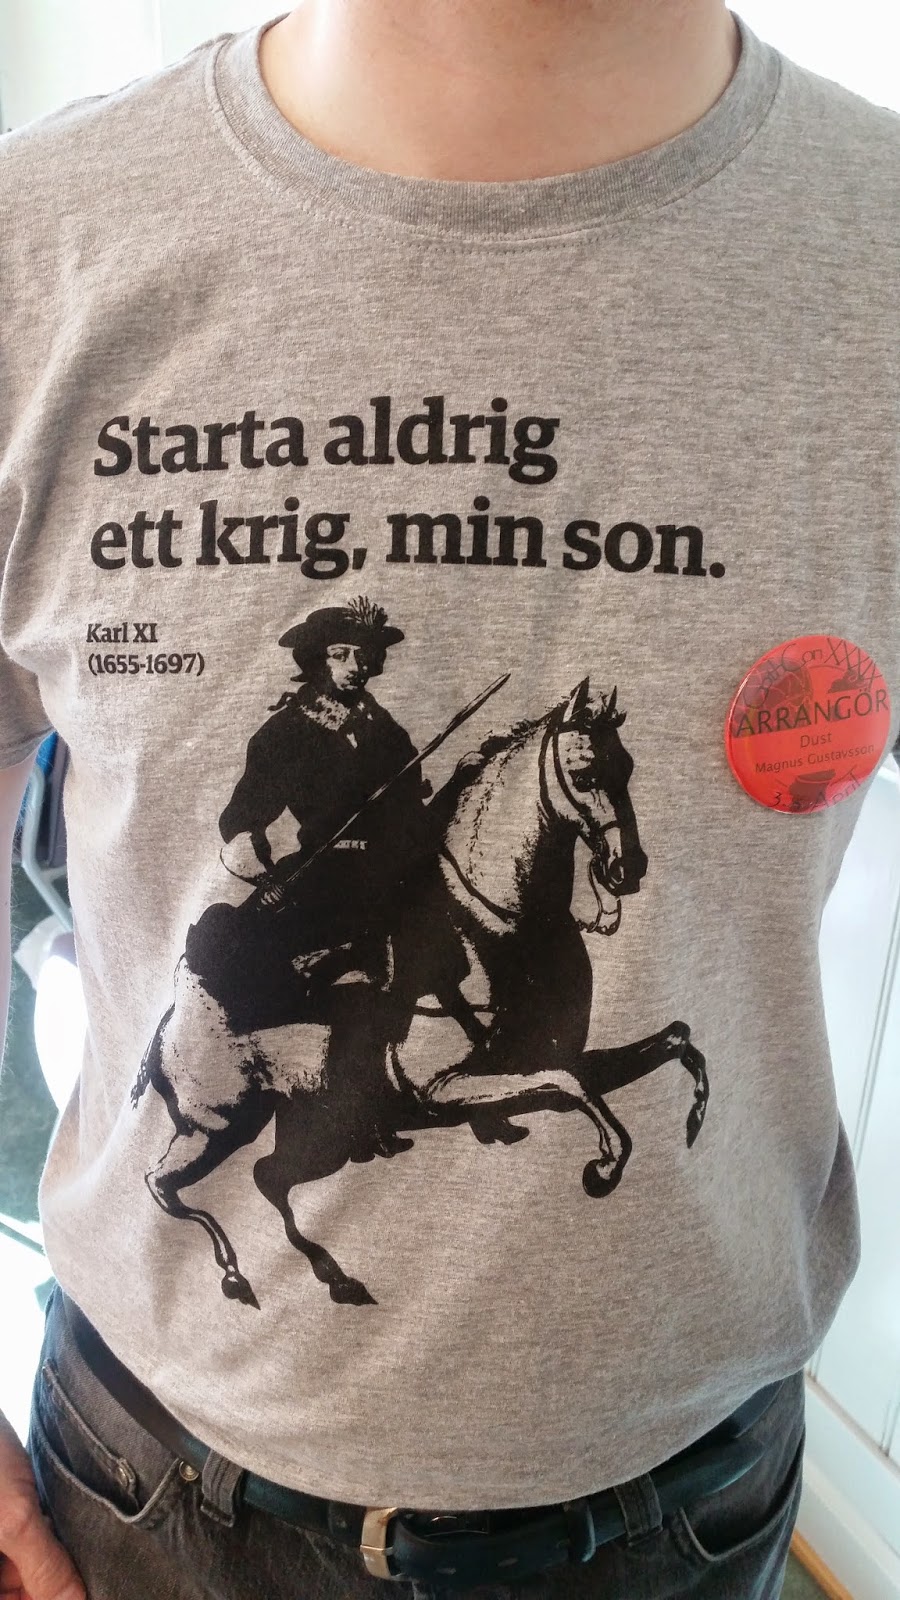 Starta aldrig
ett krig, min son.
Karl XI
(1655-1697)
ARRANGÖR
Dust
Magnus Gustavsson